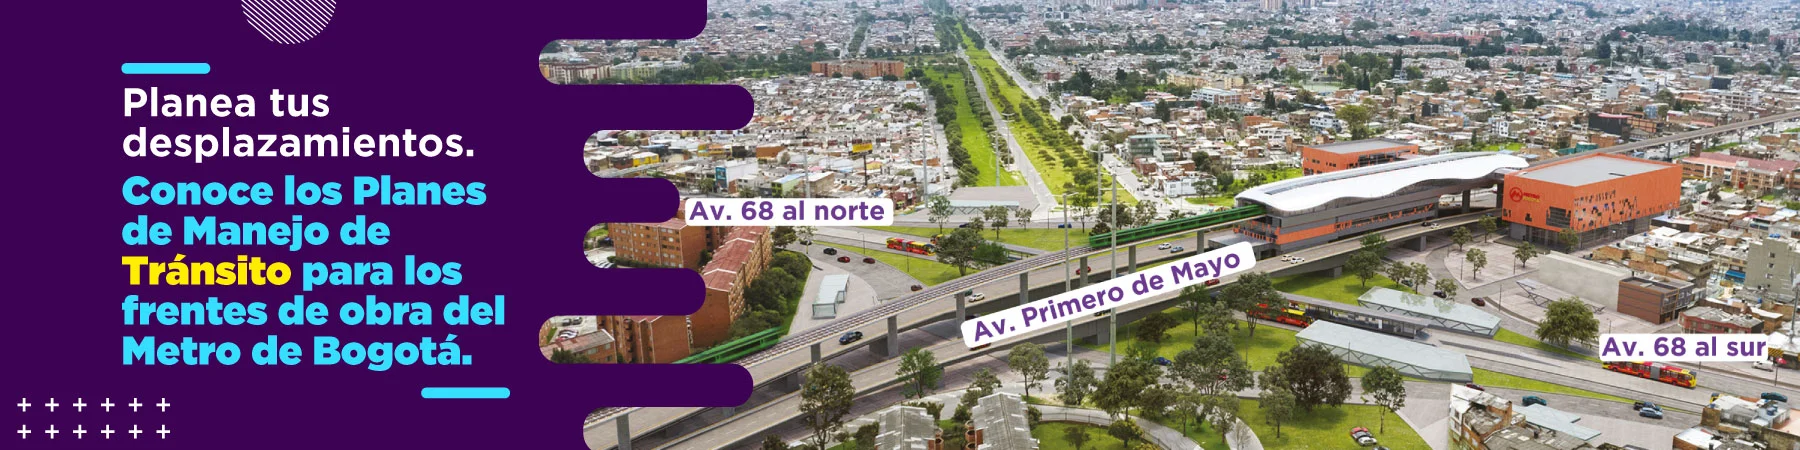 Planea tus
desplazamientos.
Conoce los Planes
de Manejo de
Tránsito para los
frentes de obra del
Metro de Bogotá.
Av. 68 al norte
Av. Primero de Mayo
Av. 68 al sur